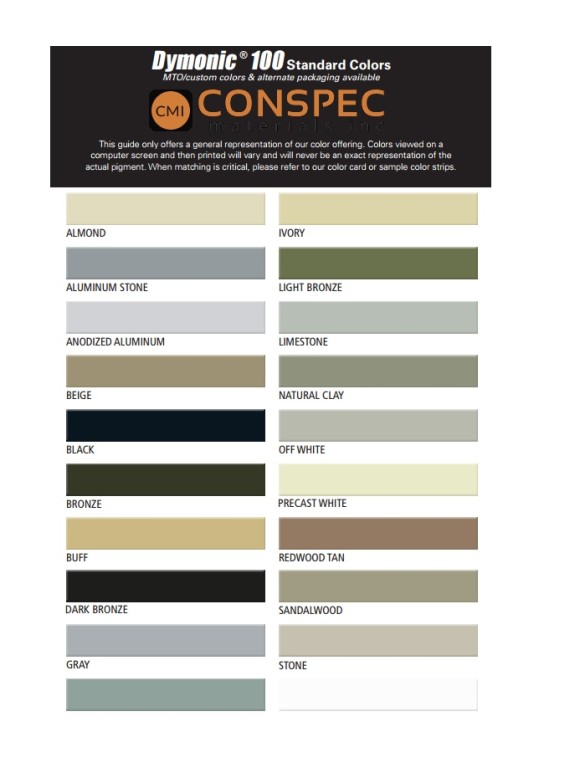 Dymonic® 100 Standard Colors
MTO/custom colors & alternate packaging available
CMI CONSPEC
materials inc
This guide only offers a general representation of our color offering. Colors viewed on a
computer screen and then printed will vary and will never be an exact representation of the
actual pigment. When matching is critical, please refer to our color card or sample color strips.
ALMOND
IVORY
ALUMINUM STONE
LIGHT BRONZE
ANODIZED ALUMINUM
LIMESTONE
BEIGE
NATURAL CLAY
BLACK
OFF WHITE
BRONZE
PRECAST WHITE
BUFF
REDWOOD TAN
DARK BRONZE
SANDALWOOD
GRAY
STONE